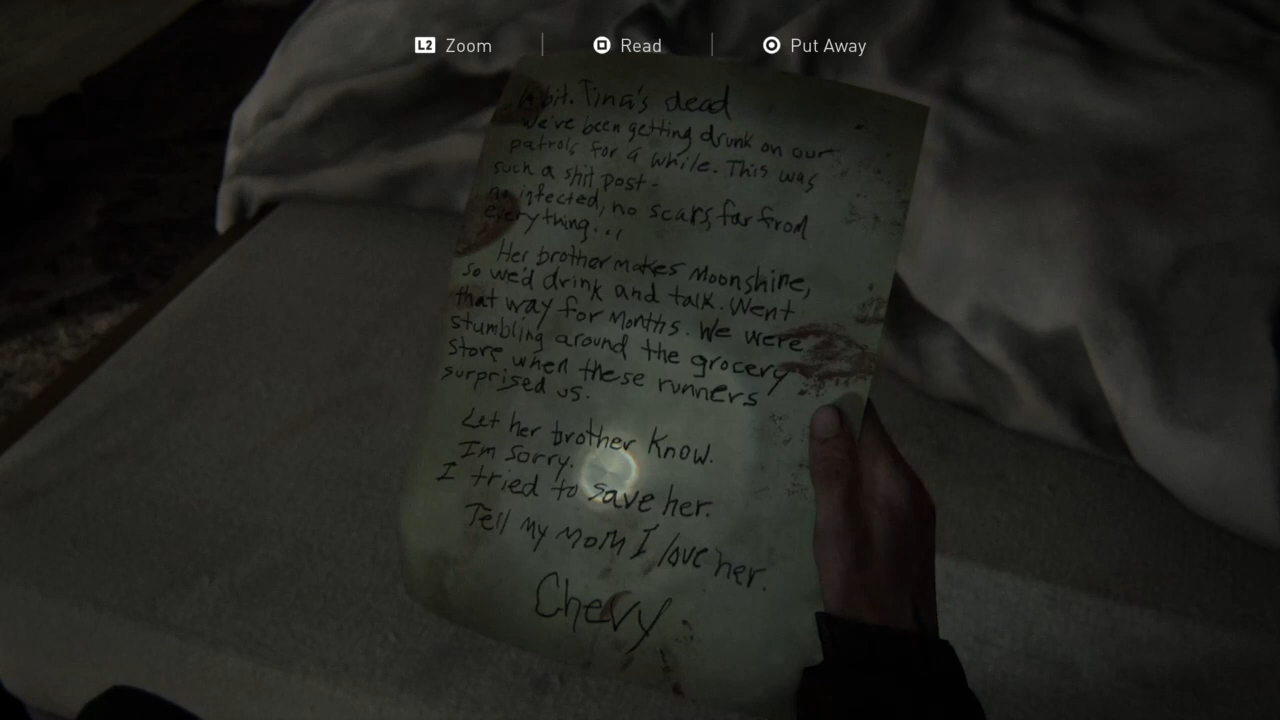 L2 Zoom
Read
Put Away
bit. Tina's dead
We've been getting drunk on our
patrols for a while. This was
such a shit post-
no infected, no scars, far from
everything...
Her brother makes moonshine,
so we'd drink and talk. Went
that way for months. We were
stumbling around the grocery
store when these runners
surprised us.
Let her brother know.
Im sorry.
I tried to save her.
Tell my mom I love her.
Chevy